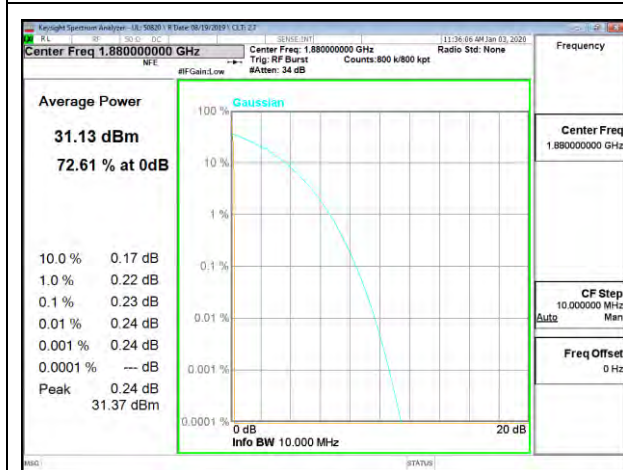 Keysight Spectrum Analyzer - UL: 50820 \ R Date: 08/19/2019 \ CLT: 2.7
RL RF 50 Ω DC SENSE:INT 11:36:06 AM Jan 03, 2020
Center Freq 1.880000000 GHz
NFE
#IFGain:Low
Center Freq: 1.880000000 GHz
Trig: RF Burst
Counts:800 k/800 kpt
#Atten: 34 dB
Radio Std: None
Frequency
Average Power
31.13 dBm
72.61 % at 0dB
10.0 % 0.17 dB
1.0 % 0.22 dB
0.1 % 0.23 dB
0.01 % 0.24 dB
0.001 % 0.24 dB
0.0001 % --- dB
Peak 0.24 dB
31.37 dBm
Gaussian
100 %
10 %
1 %
0.1 %
0.01 %
0.001 %
0.0001 %
0 dB
20 dB
Info BW 10.000 MHz
Center Freq
1.880000000 GHz
CF Step
10.000000 MHz
Auto Man
Freq Offset
0 Hz
MSG
STATUS